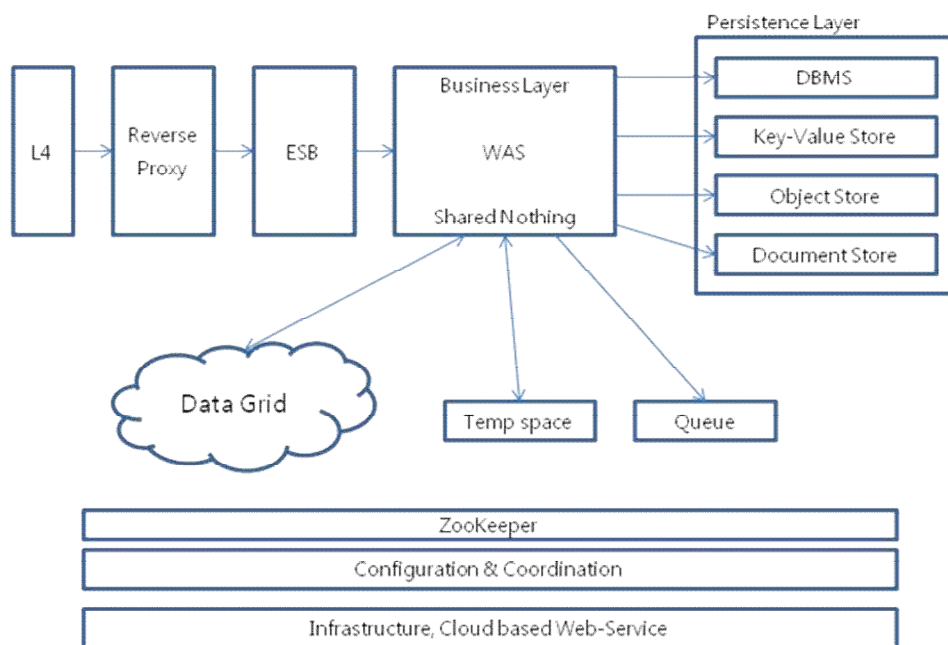 Persistence Layer
L4
Reverse
Proxy
ESB
Business Layer
WAS
Shared Nothing
DBMS
Key-Value Store
Object Store
Document Store
Data Grid
Temp space
Queue
ZooKeeper
Configuration & Coordination
Infrastructure, Cloud based Web-Service